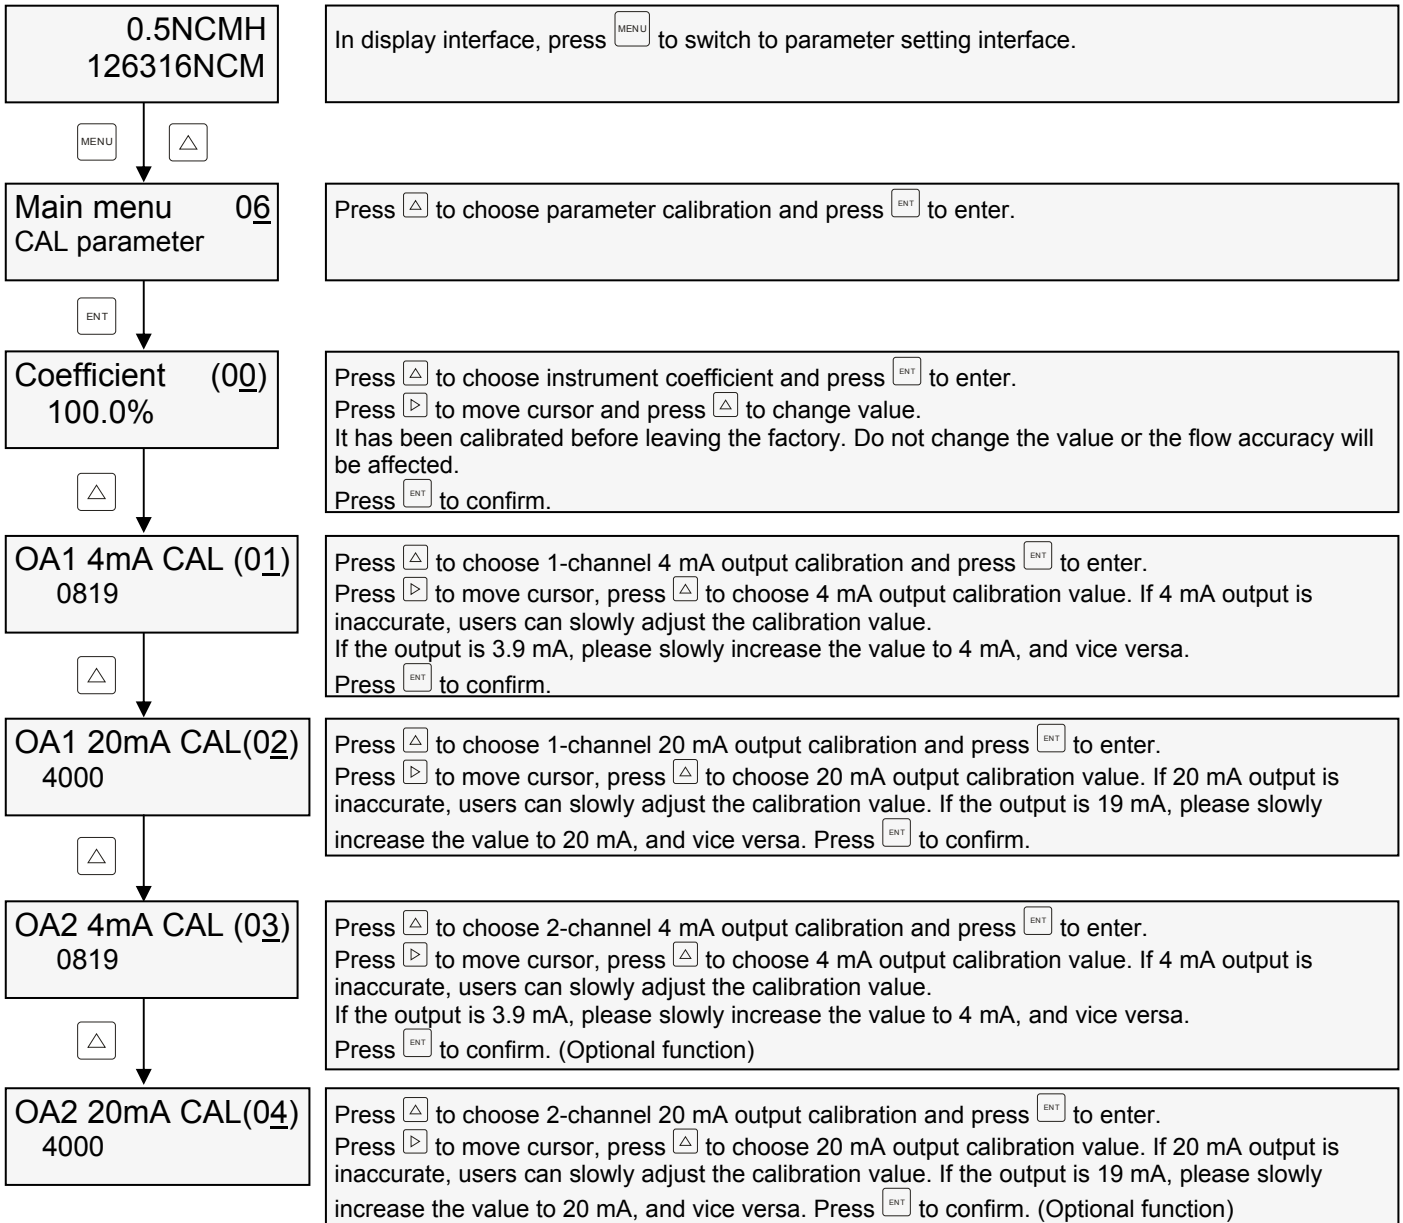 0.5NCMH
126316NCM
In display interface, press MENU to switch to parameter setting interface.
MENU
Main menu 06
CAL parameter
Press to choose parameter calibration and press ENT to enter.
ENT
Coefficient (00)
100.0%
Press to choose instrument coefficient and press ENT to enter.
Press to move cursor and press to change value.
It has been calibrated before leaving the factory. Do not change the value or the flow accuracy will
be affected.
Press ENT to confirm.
OA1 4mA CAL (01)
0819
Press to choose 1-channel 4 mA output calibration and press ENT to enter.
Press to move cursor, press to choose 4 mA output calibration value. If 4 mA output is
inaccurate, users can slowly adjust the calibration value.
If the output is 3.9 mA, please slowly increase the value to 4 mA, and vice versa.
Press ENT to confirm.
OA1 20mA CAL(02)
4000
Press to choose 1-channel 20 mA output calibration and press ENT to enter.
Press to move cursor, press to choose 20 mA output calibration value. If 20 mA output is
inaccurate, users can slowly adjust the calibration value. If the output is 19 mA, please slowly
increase the value to 20 mA, and vice versa. Press ENT to confirm.
OA2 4mA CAL (03)
0819
Press to choose 2-channel 4 mA output calibration and press ENT to enter.
Press to move cursor, press to choose 4 mA output calibration value. If 4 mA output is
inaccurate, users can slowly adjust the calibration value.
If the output is 3.9 mA, please slowly increase the value to 4 mA, and vice versa.
Press ENT to confirm. (Optional function)
OA2 20mA CAL(04)
4000
Press to choose 2-channel 20 mA output calibration and press ENT to enter.
Press to move cursor, press to choose 20 mA output calibration value. If 20 mA output is
inaccurate, users can slowly adjust the calibration value. If the output is 19 mA, please slowly
increase the value to 20 mA, and vice versa. Press ENT to confirm. (Optional function)